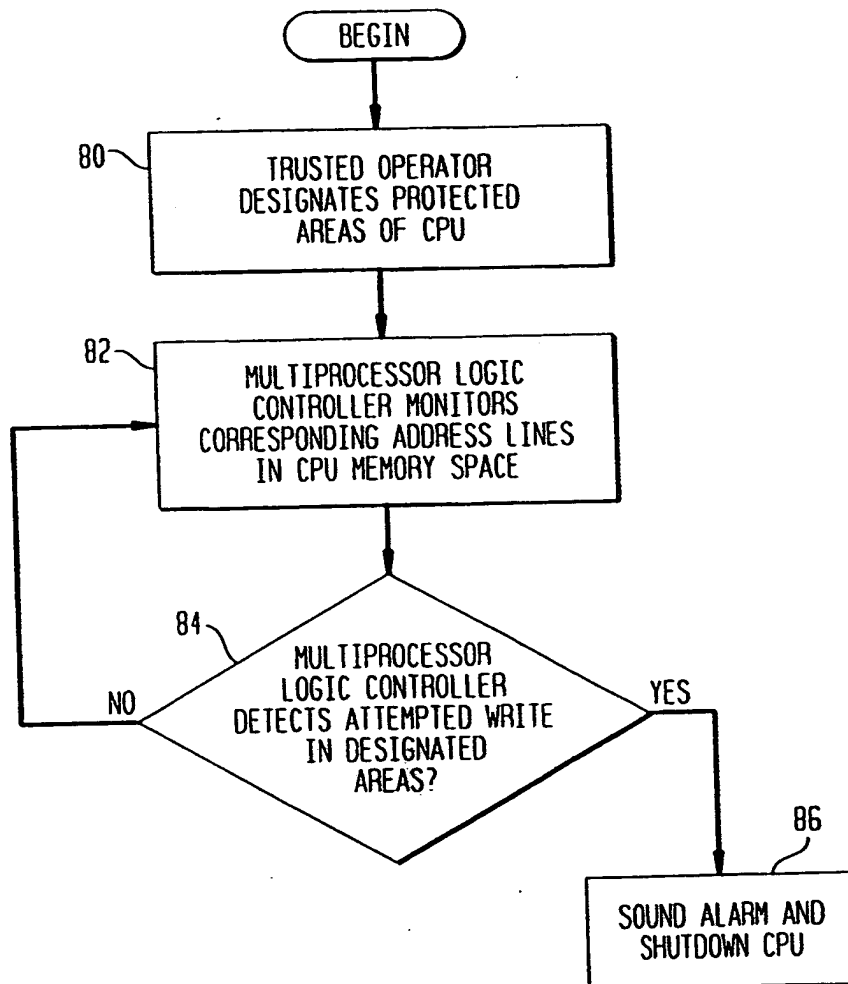 BEGIN
80
TRUSTED OPERATOR
DESIGNATES PROTECTED
AREAS OF CPU
82
MULTIPROCESSOR LOGIC
CONTROLLER MONITORS
CORRESPONDING ADDRESS LINES
IN CPU MEMORY SPACE
84
MULTIPROCESSOR
LOGIC CONTROLLER
DETECTS ATTEMPTED WRITE
IN DESIGNATED
AREAS?
NO
YES
86
SOUND ALARM AND
SHUTDOWN CPU